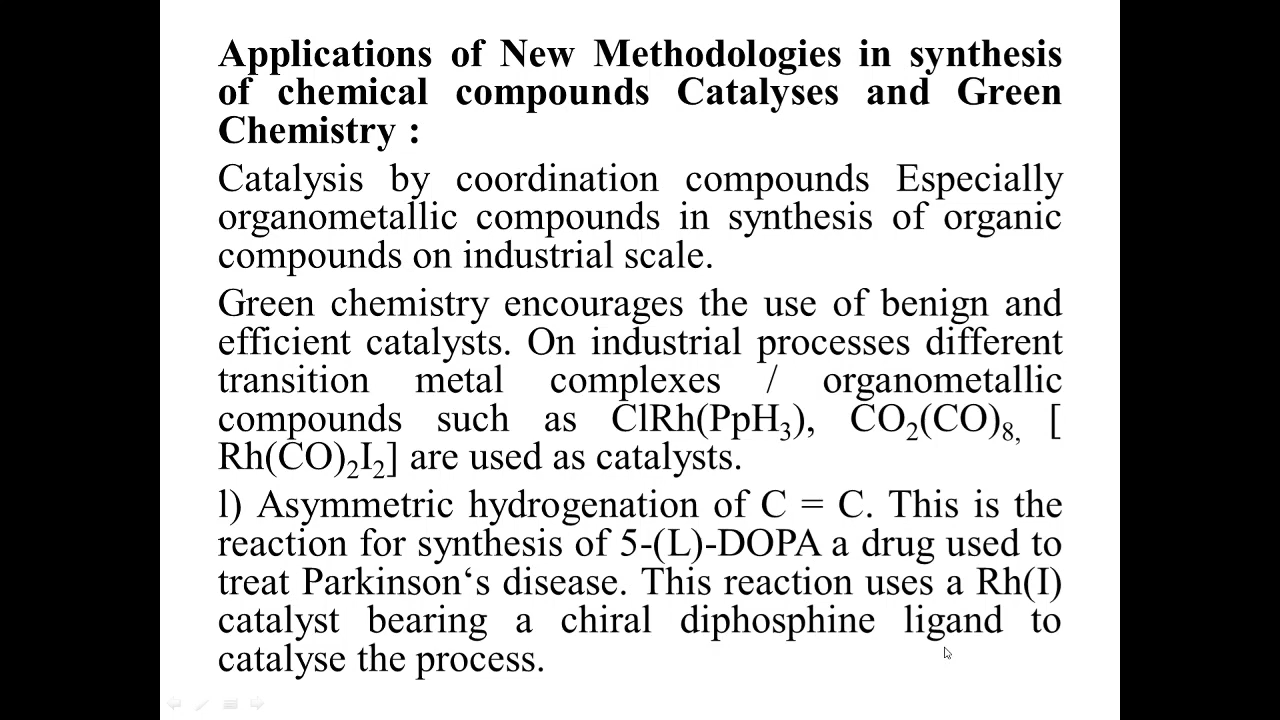 Applications of New Methodologies in synthesis
of chemical compounds Catalyses and Green
Chemistry :
Catalysis by coordination compounds Especially
organometallic compounds in synthesis of organic
compounds on industrial scale.
Green chemistry encourages the use of benign and
efficient catalysts. On industrial processes different
transition metal complexes / organometallic
compounds such as ClRh(PpH₃), CO₂(CO)₈, [
Rh(CO)₂I₂] are used as catalysts.
l) Asymmetric hydrogenation of C = C. This is the
reaction for synthesis of 5-(L)-DOPA a drug used to
treat Parkinson‘s disease. This reaction uses a Rh(I)
catalyst bearing a chiral diphosphine ligand to
catalyse the process.